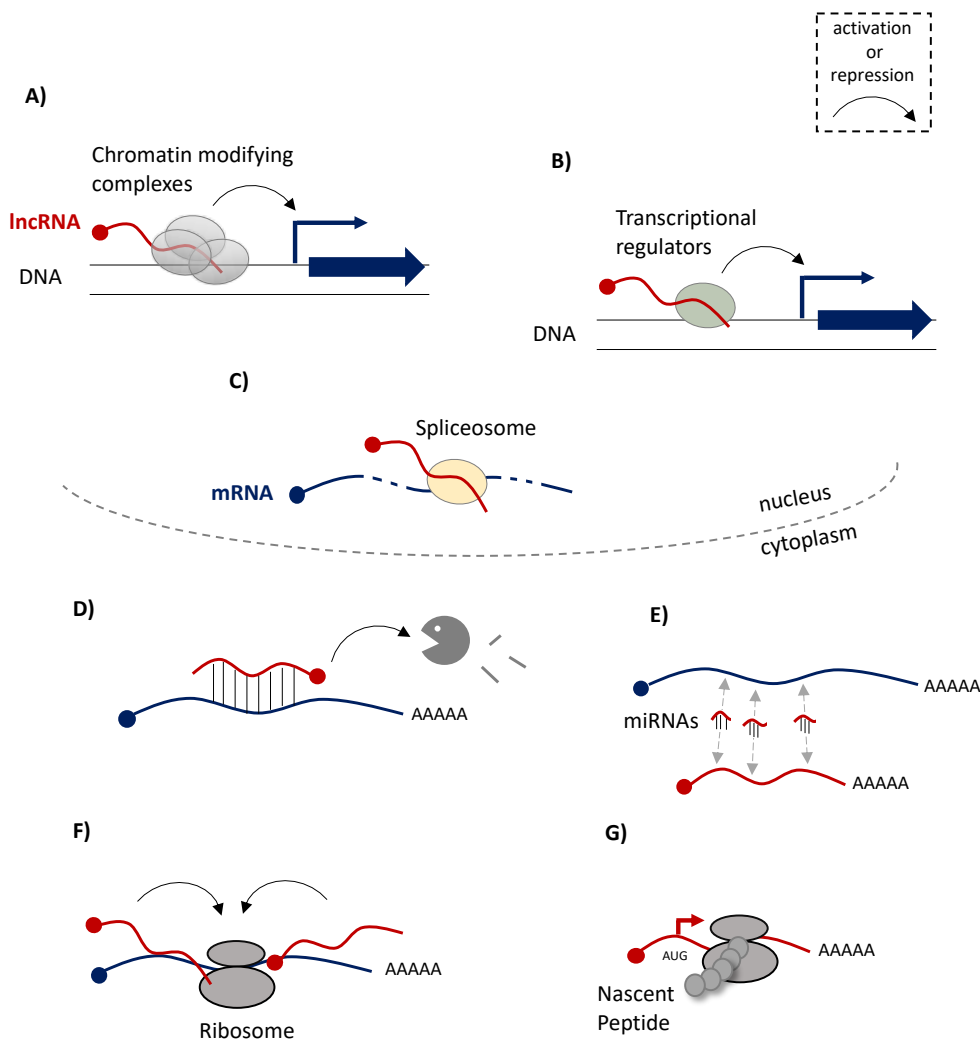 activation
or
repression
A)
Chromatin modifying
complexes
lncRNA
DNA
B)
Transcriptional
regulators
DNA
C)
Spliceosome
mRNA
nucleus
cytoplasm
D)
AAAAA
E)
AAAAA
miRNAs
AAAAA
F)
AAAAA
Ribosome
G)
AUG
AAAAA
Nascent
Peptide